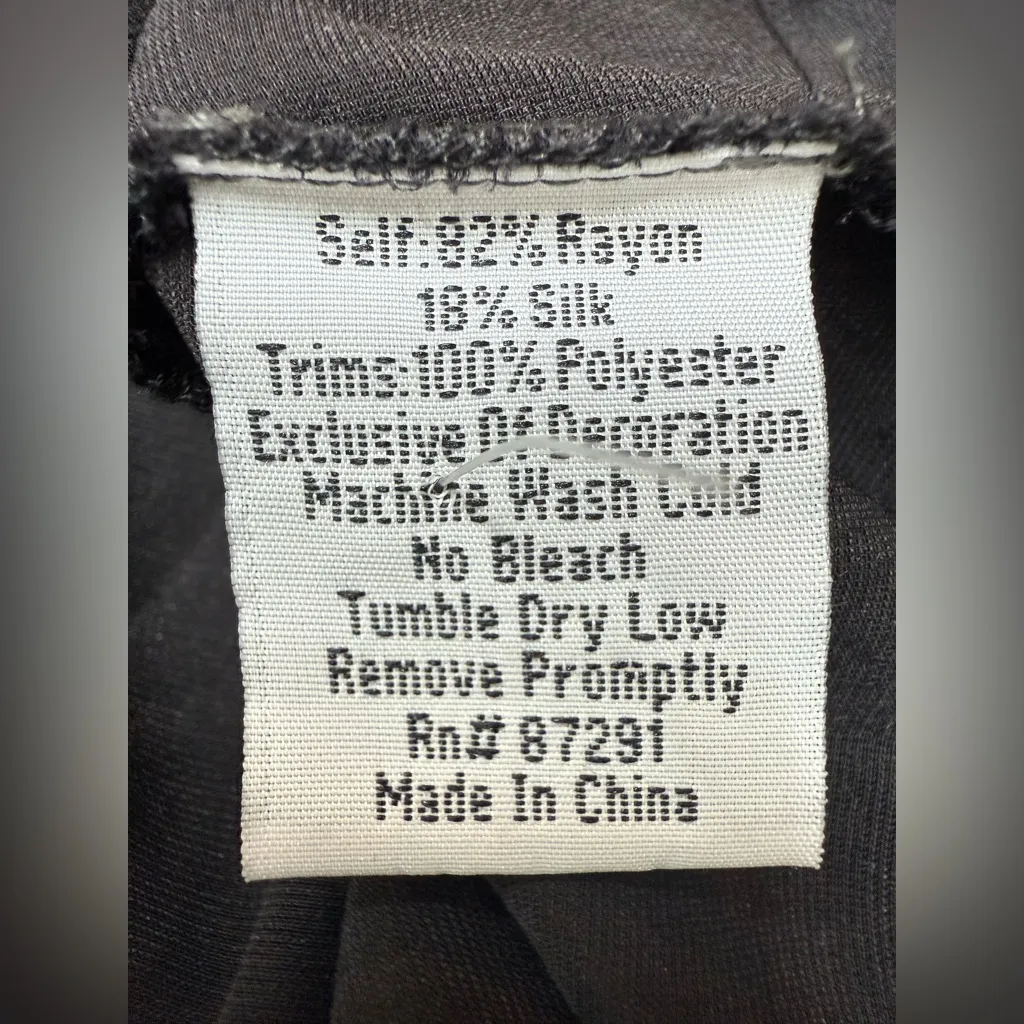 Self:82% Rayon
18% Silk
Trims:100% Polyester
Exclusive Of Decoration
Machine Wash Cold
No Bleach
Tumble Dry Low
Remove Promptly
Rn# 87291
Made In China